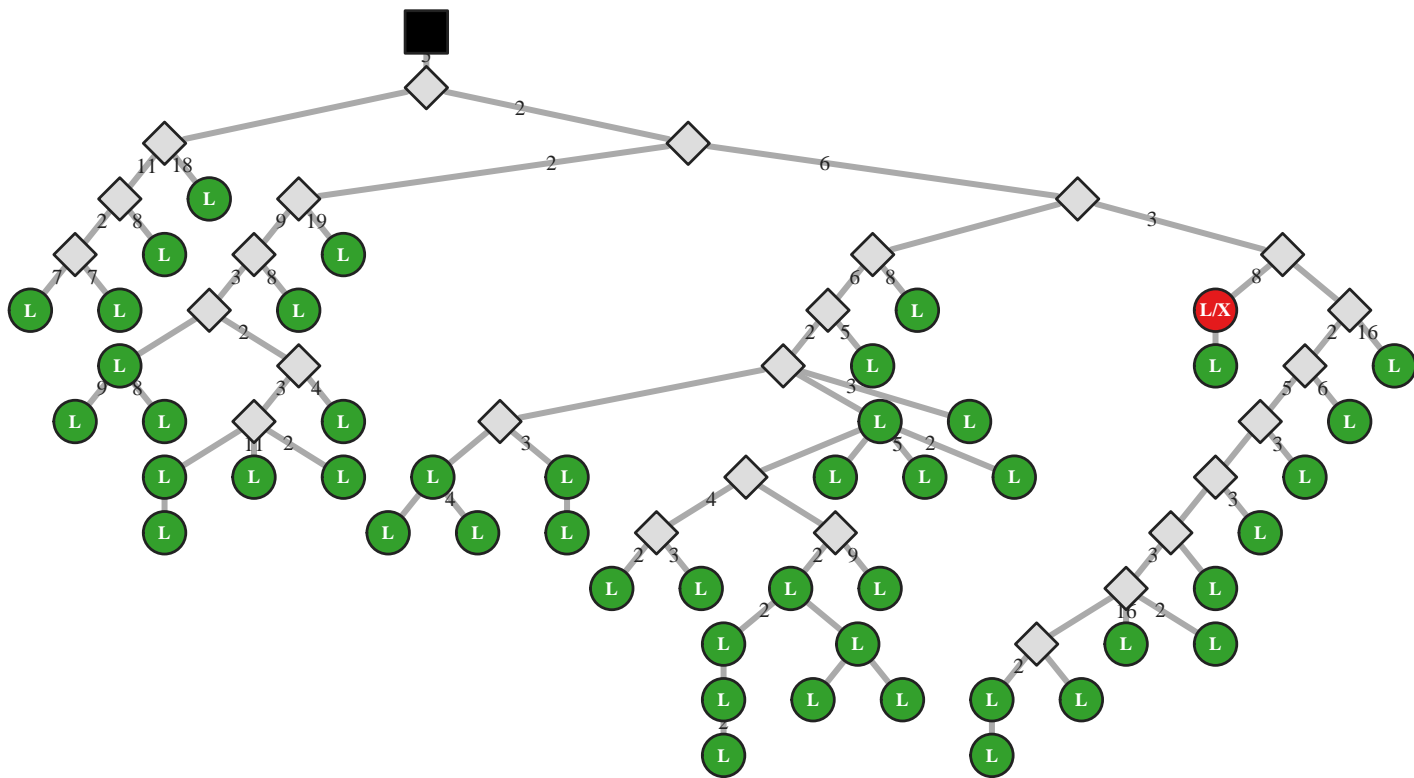 2
2 6
11 18
L
2 8 9 19 3
L L
7 7 3 8 6 8 8
L L L L L/X
2 2 5 2 16
L L L L
9 8 3 4 3 5 6
L L L L L L
11 2 3 5 2 3
L L L L L L L L L
4 4 3
L L L L L
2 3 2 9 3
L L L L L
2 16 2
L L L L
2
L L L L L
2
L L